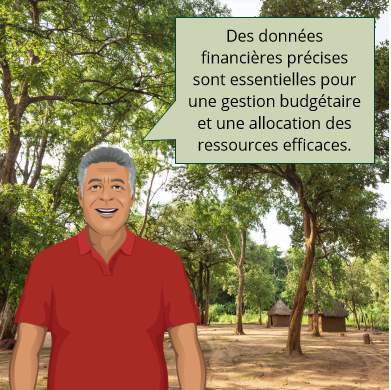 Des données
financières précises
sont essentielles pour
une gestion budgétaire
et une allocation des
ressources efficaces.